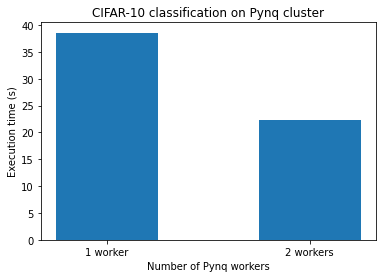 CIFAR-10 classification on Pynq cluster
40
35
30
25
20
15
10
5
0
Execution time (s)
1 worker
2 workers
Number of Pynq workers